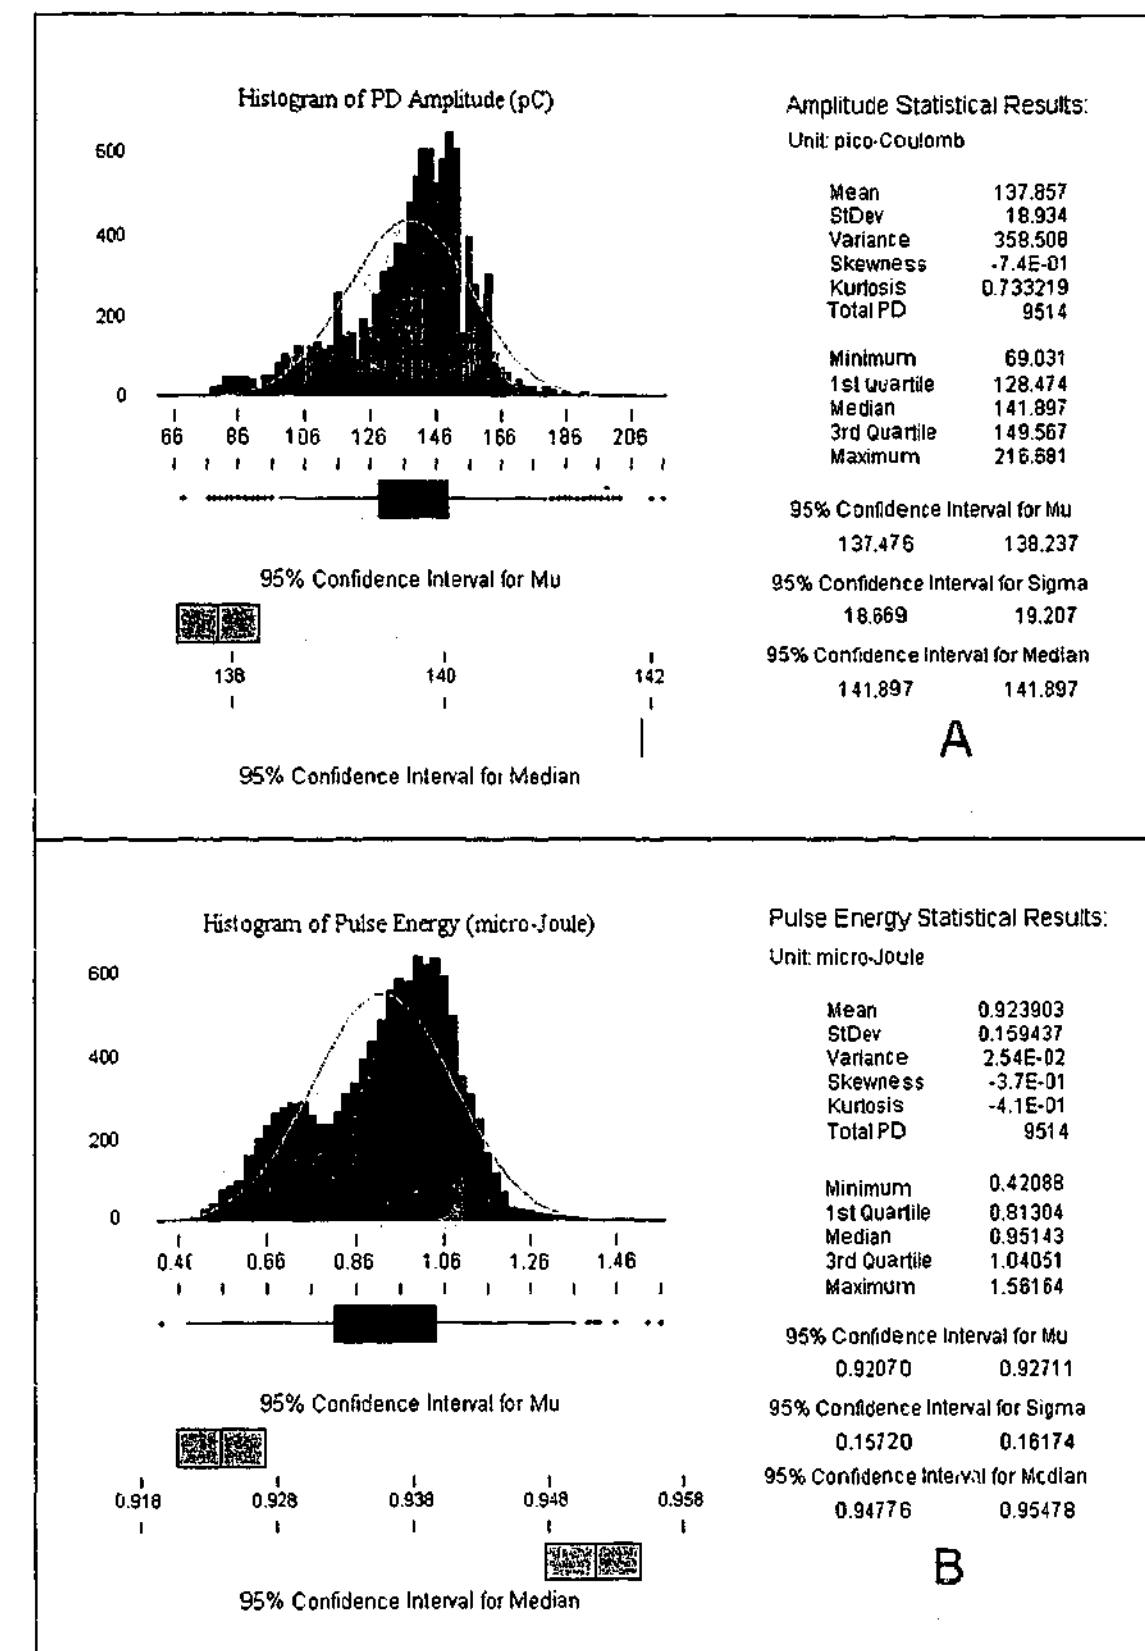 Histogram of PD Amplitude (pC)
600
400
200
0
66 86 106 126 146 166 186 206
95% Confidence Interval for Mu
138 140 142
95% Confidence Interval for Median
Amplitude Statistical Results:
Unit: pico-Coulomb
Mean 137.857
StDev 18.934
Variance 358.508
Skewness -7.4E-01
Kurtosis 0.733219
Total PD 9514
Minimum 69.031
1st Quartile 128.474
Median 141.897
3rd Quartile 149.567
Maximum 216.681
95% Confidence Interval for Mu
137.476 138.237
95% Confidence Interval for Sigma
18.669 19.207
95% Confidence Interval for Median
141.897 141.897
A
Histogram of Pulse Energy (micro-Joule)
600
400
200
0
0.46 0.66 0.86 1.06 1.26 1.46
95% Confidence Interval for Mu
0.918 0.928 0.938 0.948 0.958
95% Confidence Interval for Median
Pulse Energy Statistical Results:
Unit: micro-Joule
Mean 0.923903
StDev 0.159437
Variance 2.54E-02
Skewness -3.7E-01
Kurtosis -4.1E-01
Total PD 9514
Minimum 0.42088
1st Quartile 0.81304
Median 0.95143
3rd Quartile 1.04051
Maximum 1.56164
95% Confidence Interval for Mu
0.92070 0.92711
95% Confidence Interval for Sigma
0.15720 0.16174
95% Confidence Interval for Median
0.94776 0.95478
B